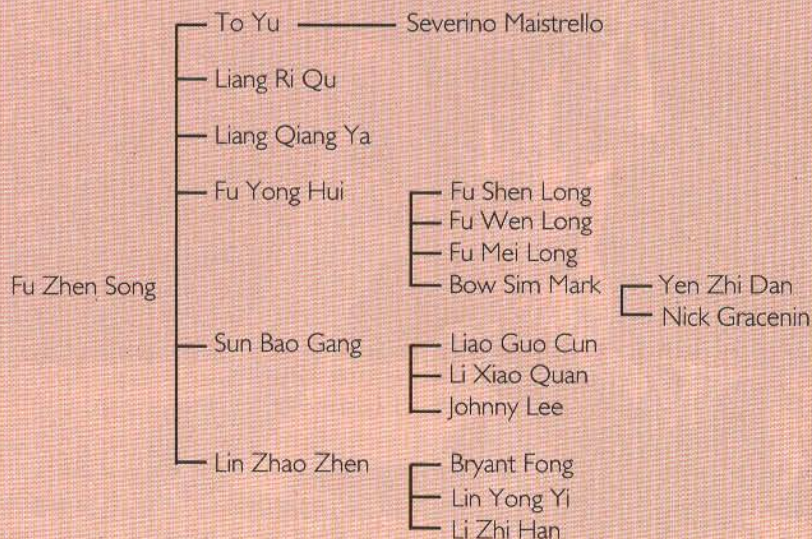 To Yu Severino Maistrello
Liang Ri Qu
Liang Qiang Ya
Fu Yong Hui Fu Shen Long
Fu Wen Long
Fu Mei Long
Fu Zhen Song Bow Sim Mark Yen Zhi Dan
Nick Gracenin
Sun Bao Gang Liao Guo Cun
Li Xiao Quan
Johnny Lee
Lin Zhao Zhen Bryant Fong
Lin Yong Yi
Li Zhi Han